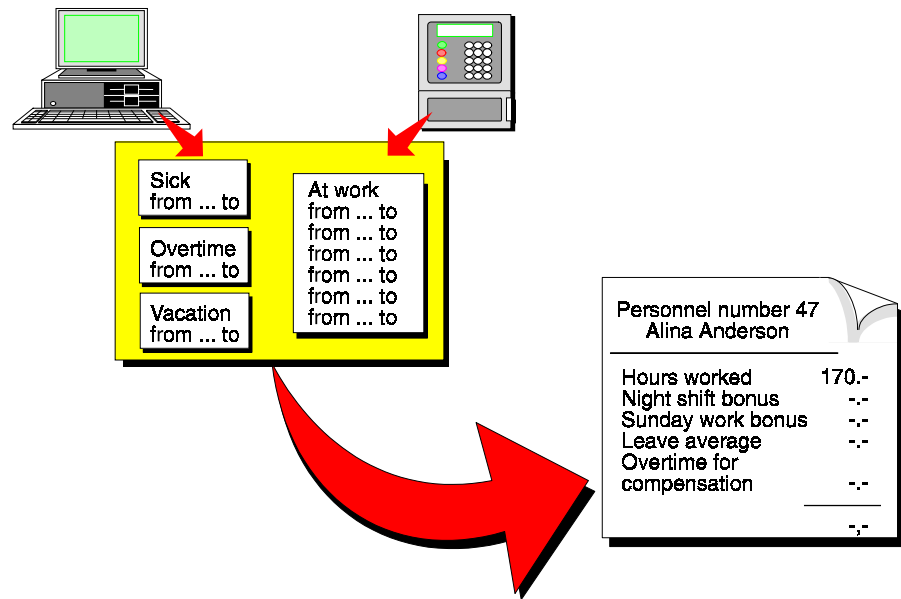 Sick
from ... to
Overtime
from ... to
Vacation
from ... to
At work
from ... to
from ... to
from ... to
from ... to
from ... to
from ... to
Personnel number 47
Alina Anderson
Hours worked 170.-
Night shift bonus -.-
Sunday work bonus -.-
Leave average -.-
Overtime for
compensation -.-
-,-